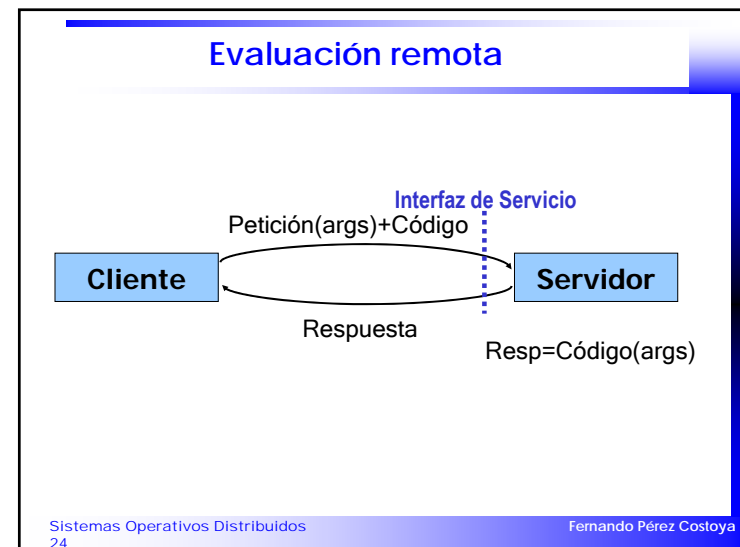 Evaluación remota
Interfaz de Servicio
Petición(args)+Código
Cliente
Servidor
Respuesta
Resp=Código(args)
Sistemas Operativos Distribuidos
24
Fernando Pérez Costoya